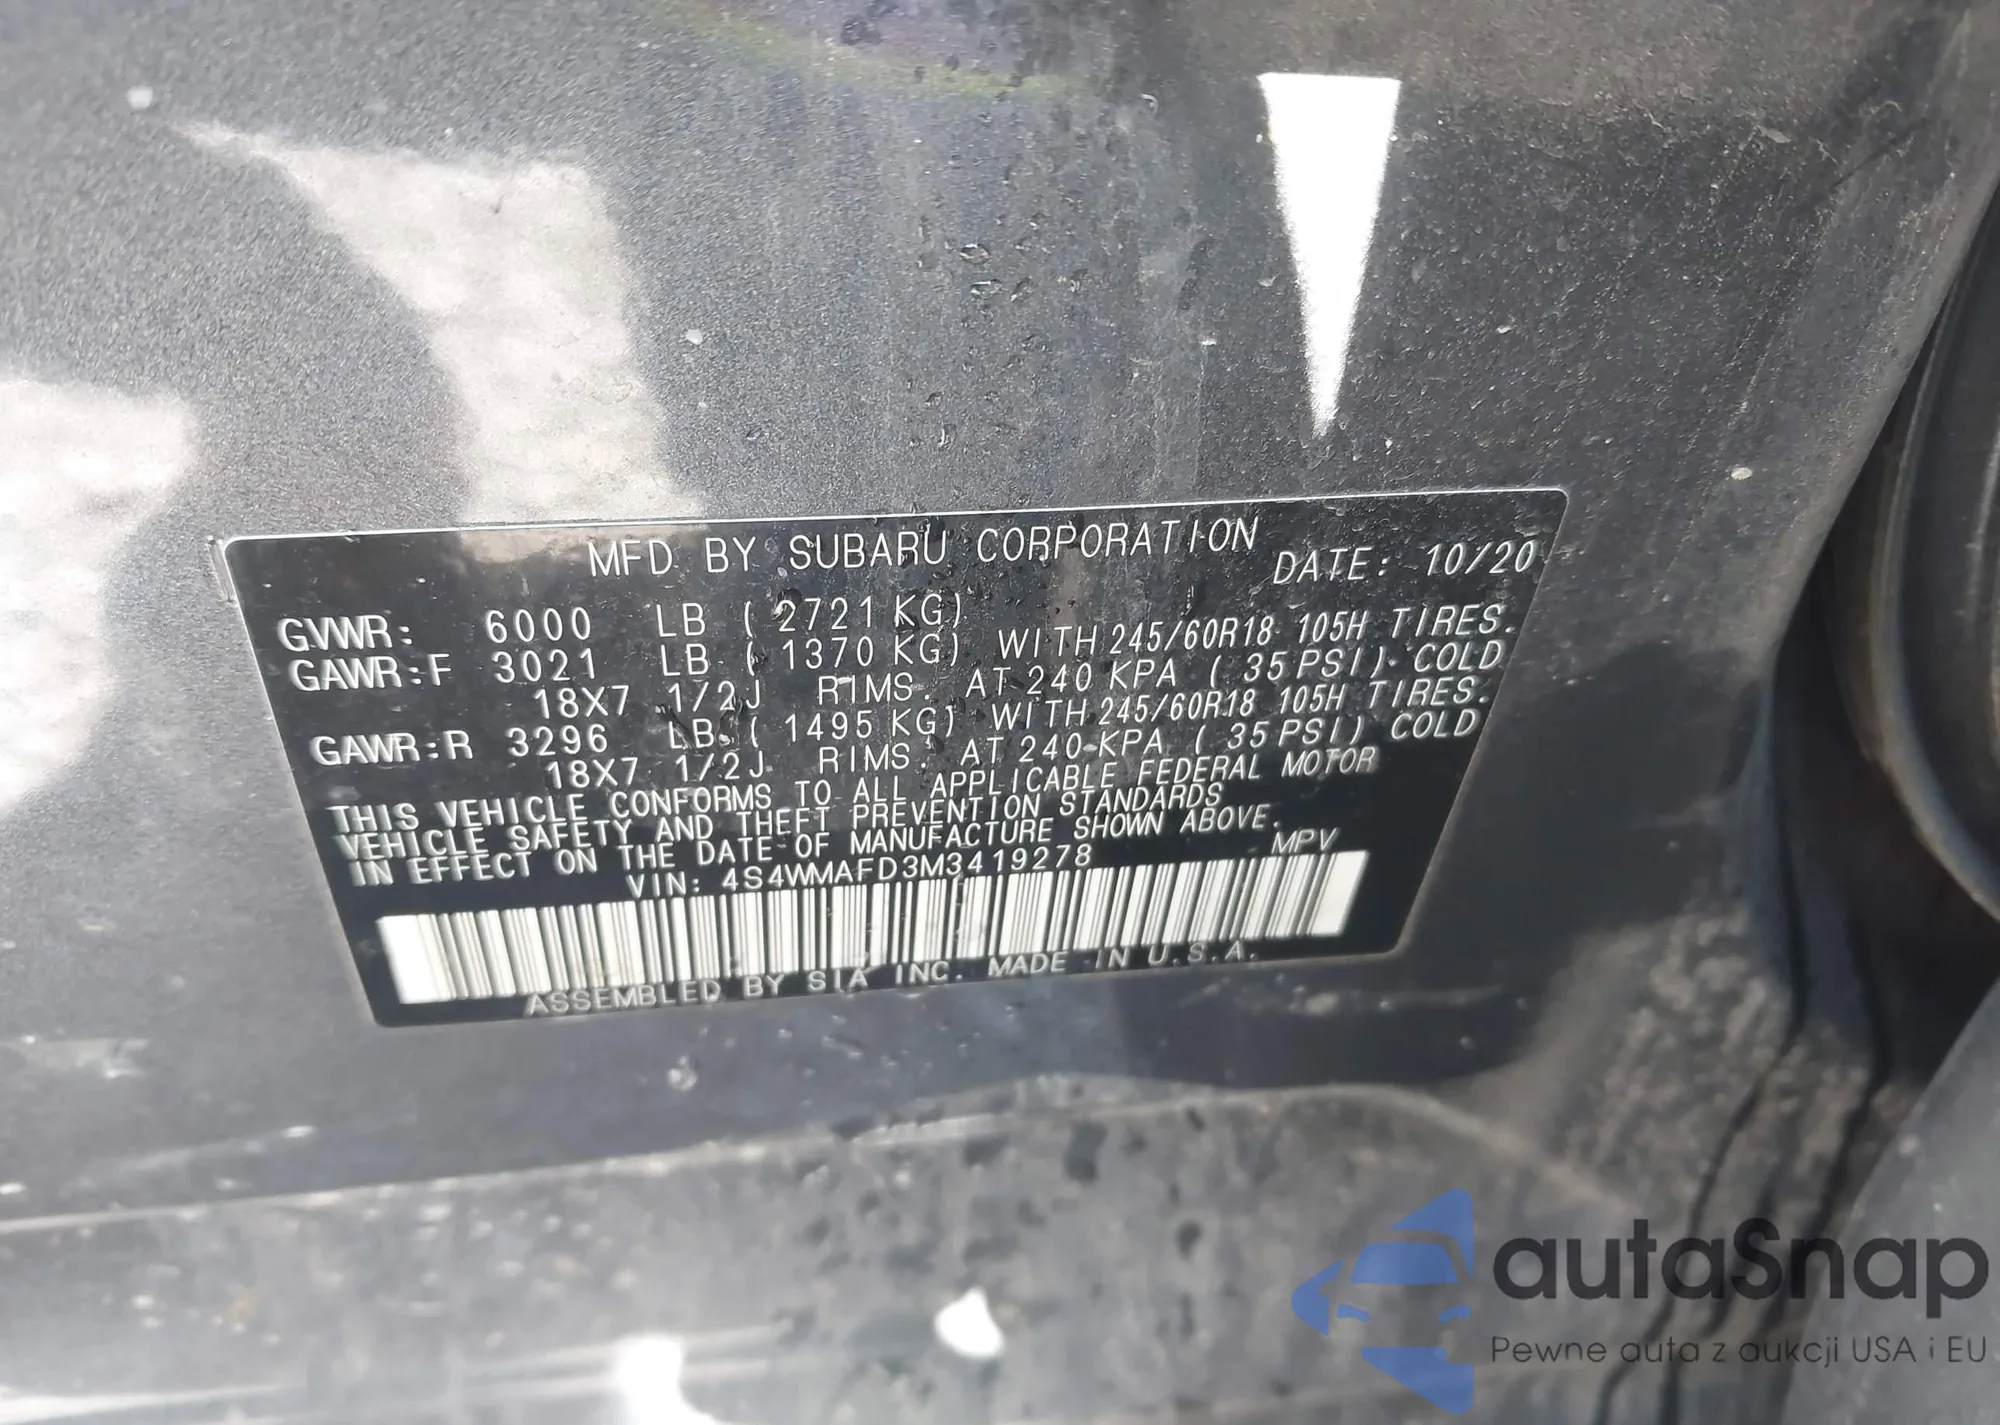 MFD BY SUBARU CORPORATION DATE: 10/20
GVWR: 6000 LB ( 2721 KG)
GAWR:F 3021 LB ( 1370 KG) WITH 245/60R18 105H TIRES.
18X7 1/2J RIMS. AT 240 KPA ( 35 PSI) COLD
GAWR:R 3296 LB ( 1495 KG) WITH 245/60R18 105H TIRES.
18X7 1/2J RIMS. AT 240 KPA ( 35 PSI) COLD
THIS VEHICLE CONFORMS TO ALL APPLICABLE FEDERAL MOTOR
VEHICLE SAFETY AND THEFT PREVENTION STANDARDS
IN EFFECT ON THE DATE OF MANUFACTURE SHOWN ABOVE.
VIN: 4S4WMAFD3M3419278 MPV
ASSEMBLED BY SIA INC. MADE IN U.S.A.
autaSnap
Pewne auta z aukcji USA i EU